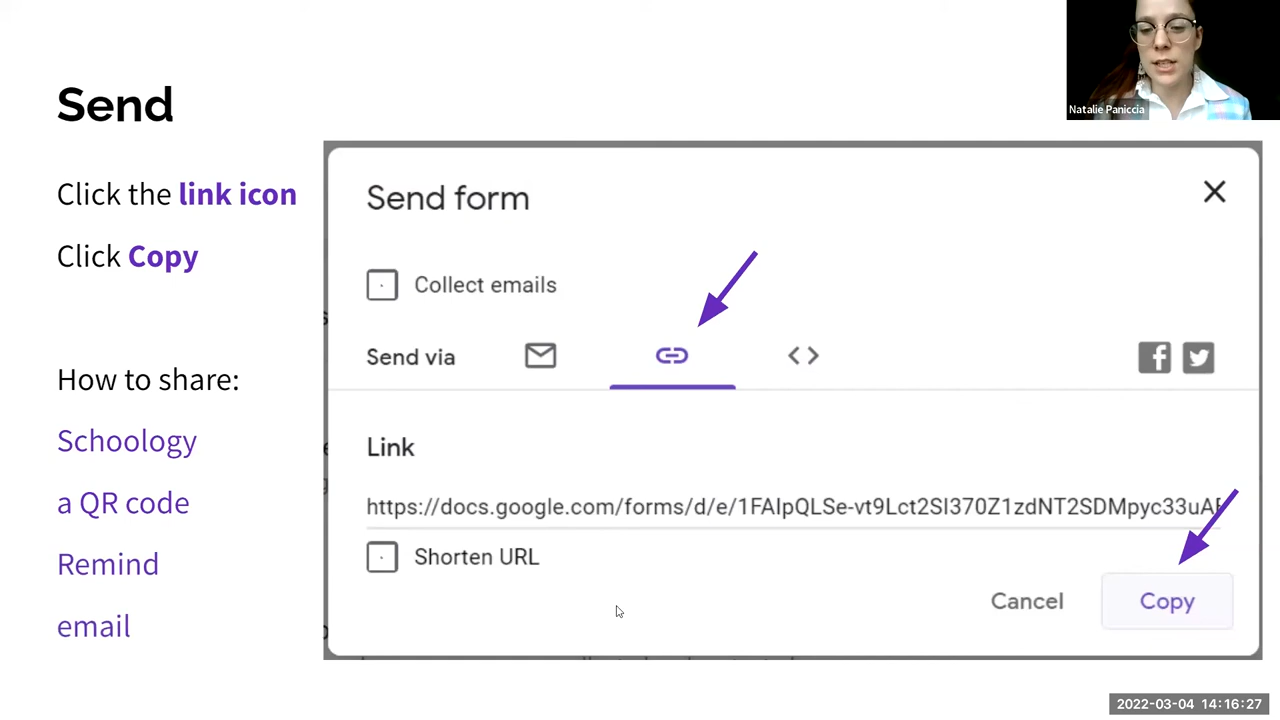 Send
Click the link icon
Click Copy
How to share:
Schoology
a QR code
Remind
email
Natalie Paniccia
Send form
Collect emails
Send via
Link
https://docs.google.com/forms/d/e/1FAIpQLSe-vt9Lct2SI370Z1zdNT2SDMpyc33uA
Shorten URL
Cancel
Copy
2022-03-04 14:16:27